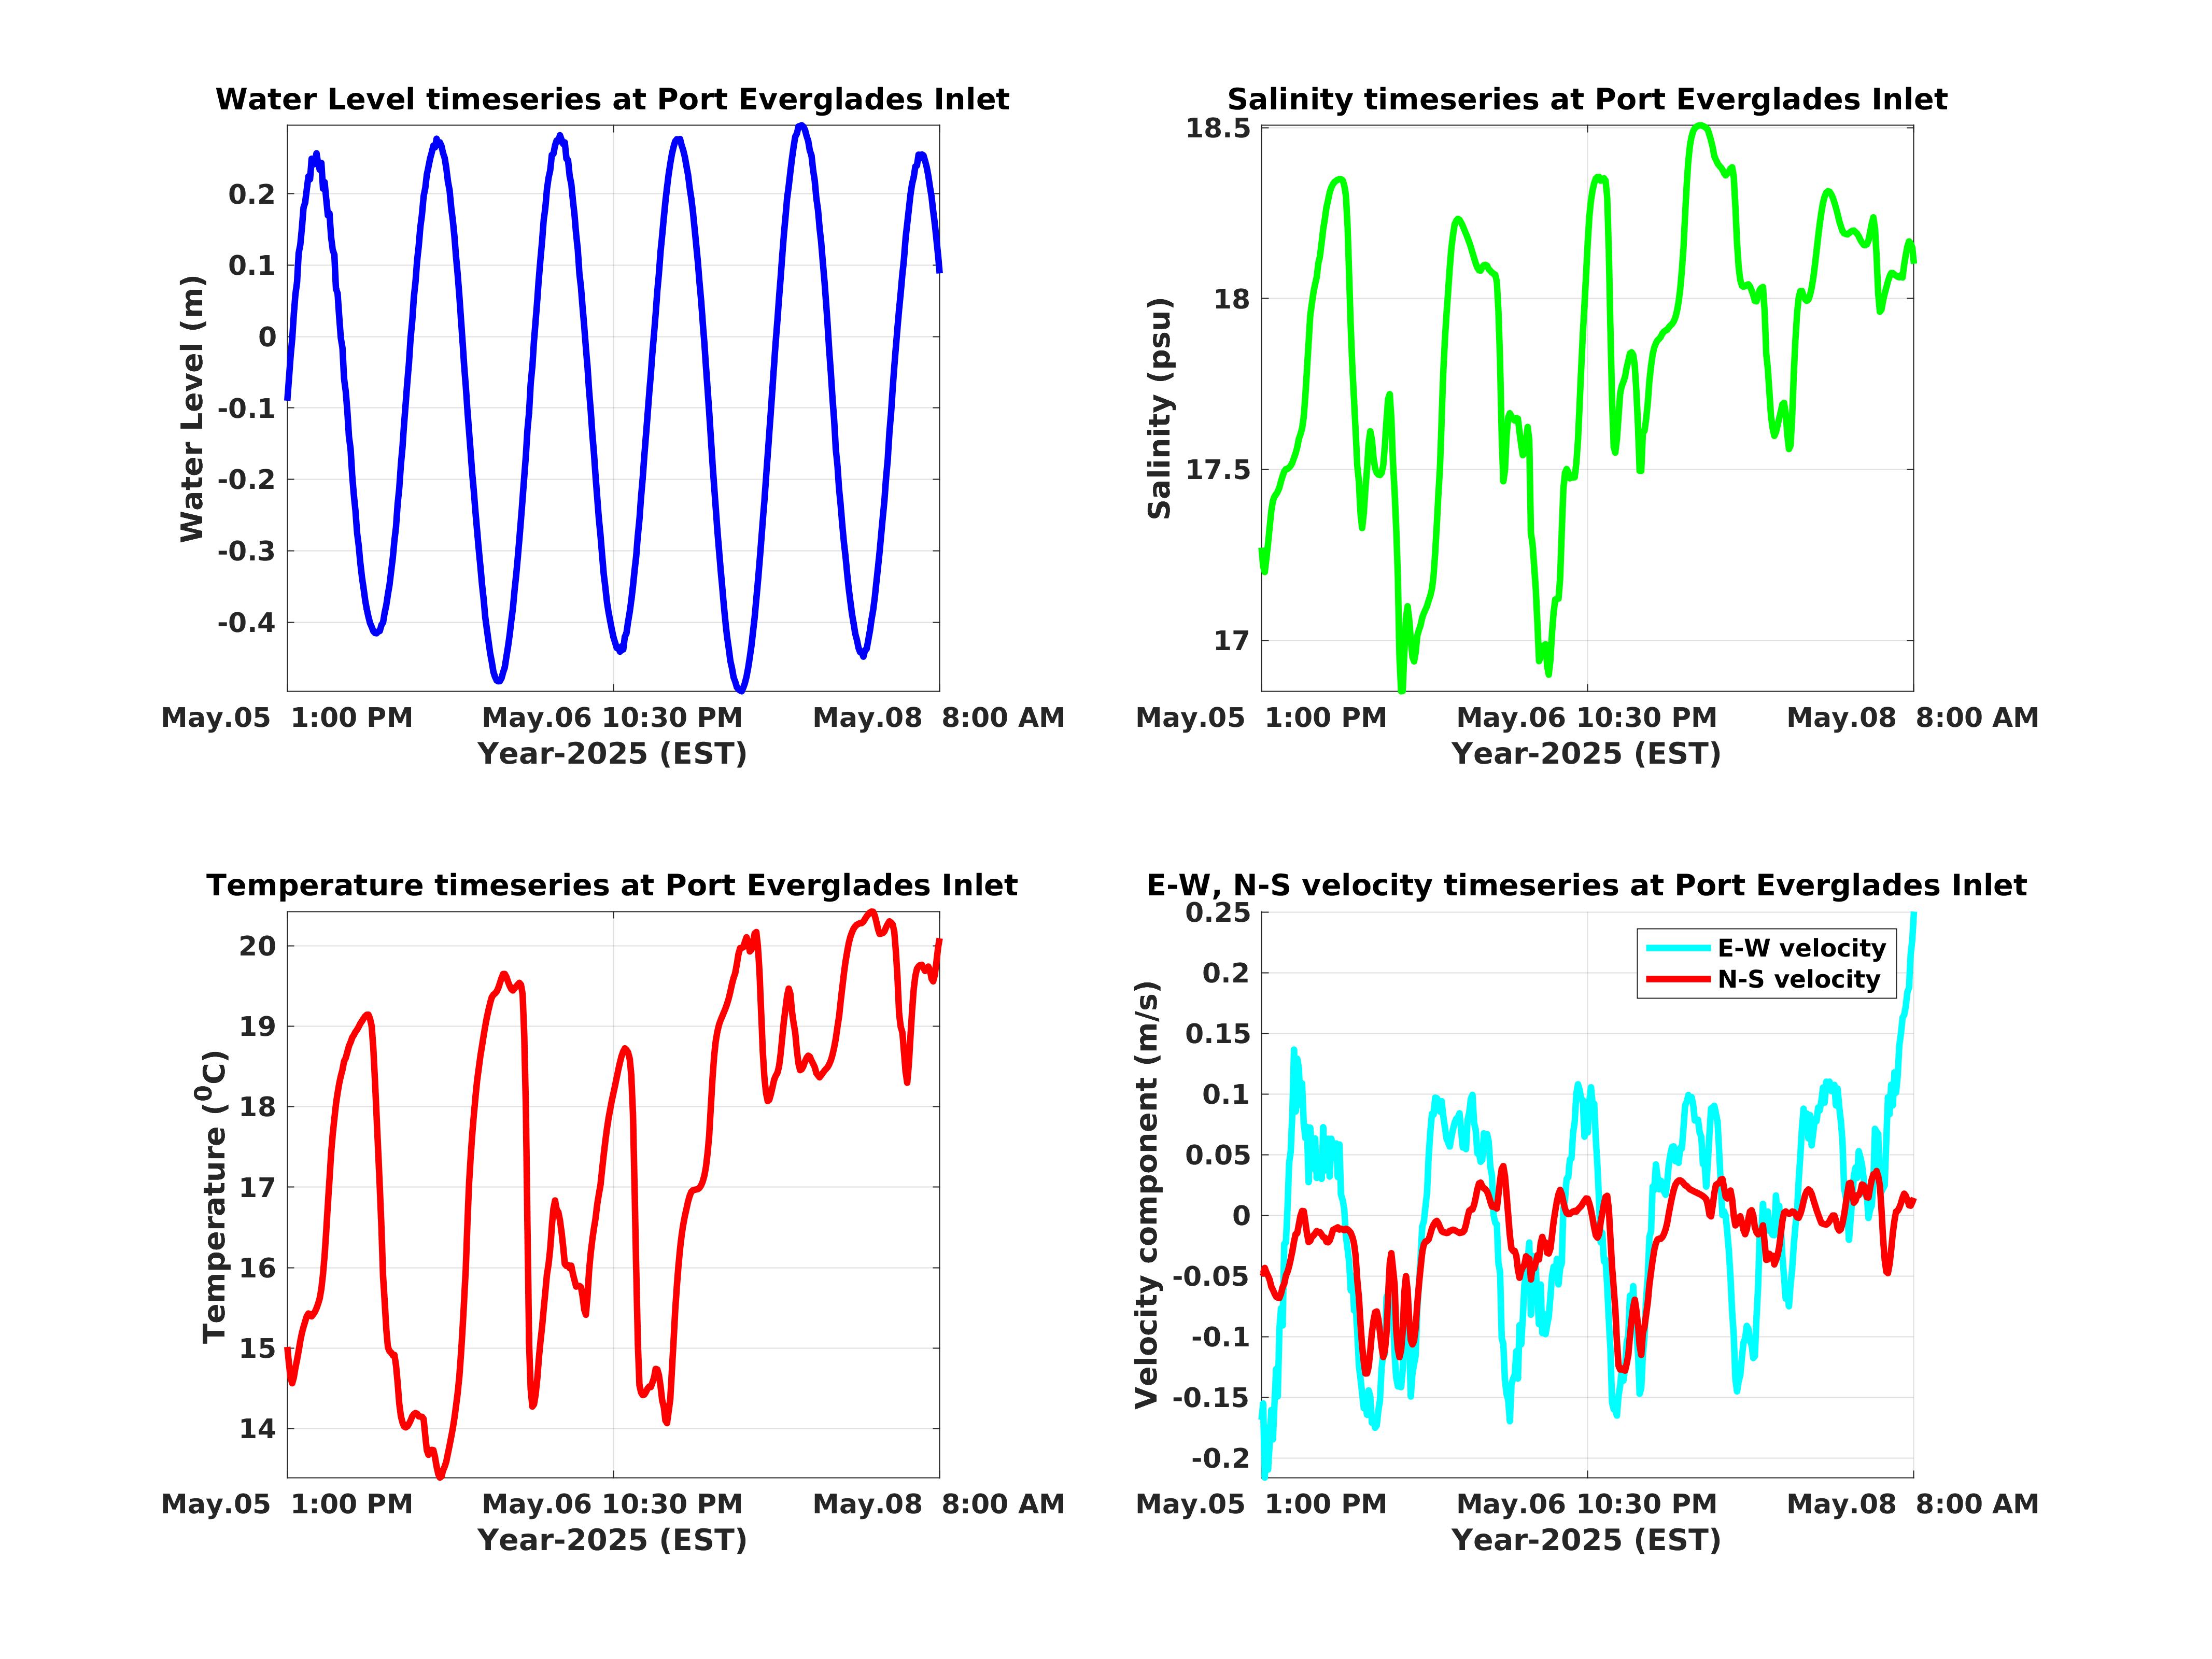 Water Level timeseries at Port Everglades Inlet
Water Level (m)
0.2
0.1
0
-0.1
-0.2
-0.3
-0.4
May.05 1:00 PM
May.06 10:30 PM
May.08 8:00 AM
Year-2025 (EST)
Salinity timeseries at Port Everglades Inlet
Salinity (psu)
18.5
18
17.5
17
May.05 1:00 PM
May.06 10:30 PM
May.08 8:00 AM
Year-2025 (EST)
Temperature timeseries at Port Everglades Inlet
Temperature (⁰C)
20
19
18
17
16
15
14
May.05 1:00 PM
May.06 10:30 PM
May.08 8:00 AM
Year-2025 (EST)
E-W, N-S velocity timeseries at Port Everglades Inlet
Velocity component (m/s)
0.25
0.2
0.15
0.1
0.05
0
-0.05
-0.1
-0.15
-0.2
E-W velocity
N-S velocity
May.05 1:00 PM
May.06 10:30 PM
May.08 8:00 AM
Year-2025 (EST)